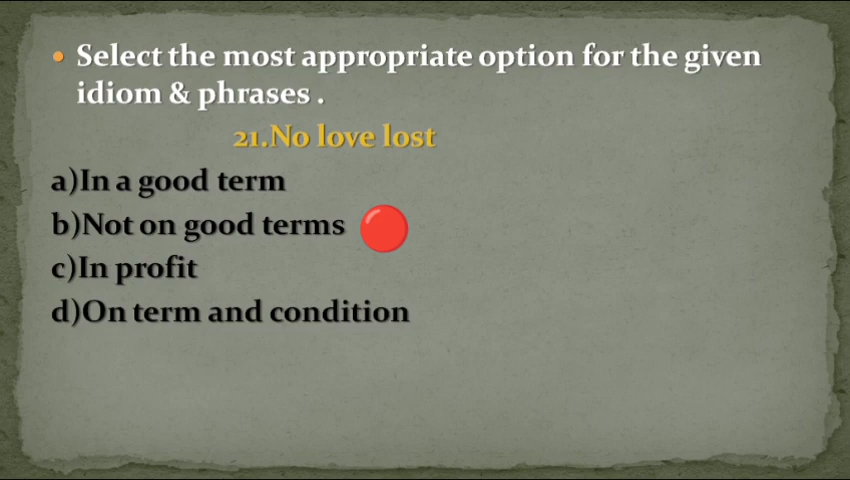 • Select the most appropriate option for the given
idiom & phrases .
21.No love lost
a)In a good term
b)Not on good terms
c)In profit
d)On term and condition